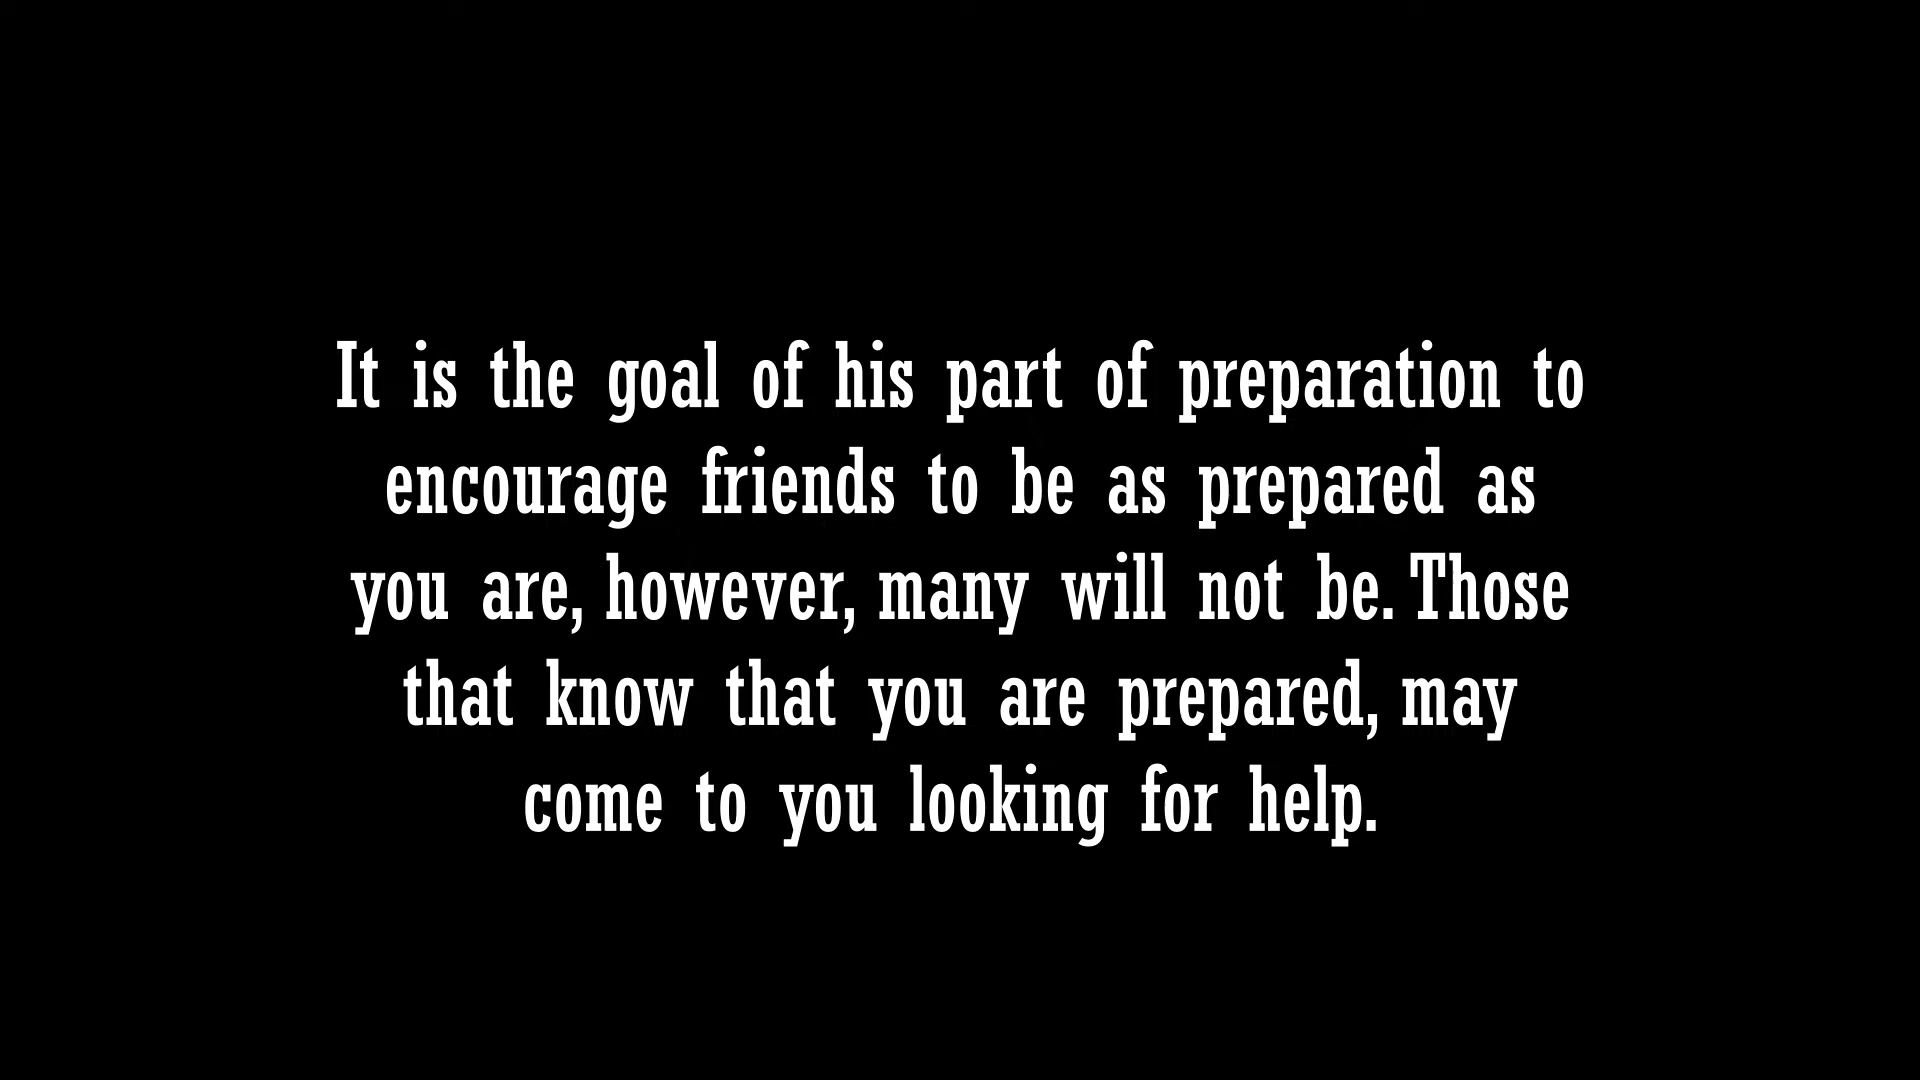 It is the goal of his part of preparation to
encourage friends to be as prepared as
you are, however, many will not be. Those
that know that you are prepared, may
come to you looking for help.